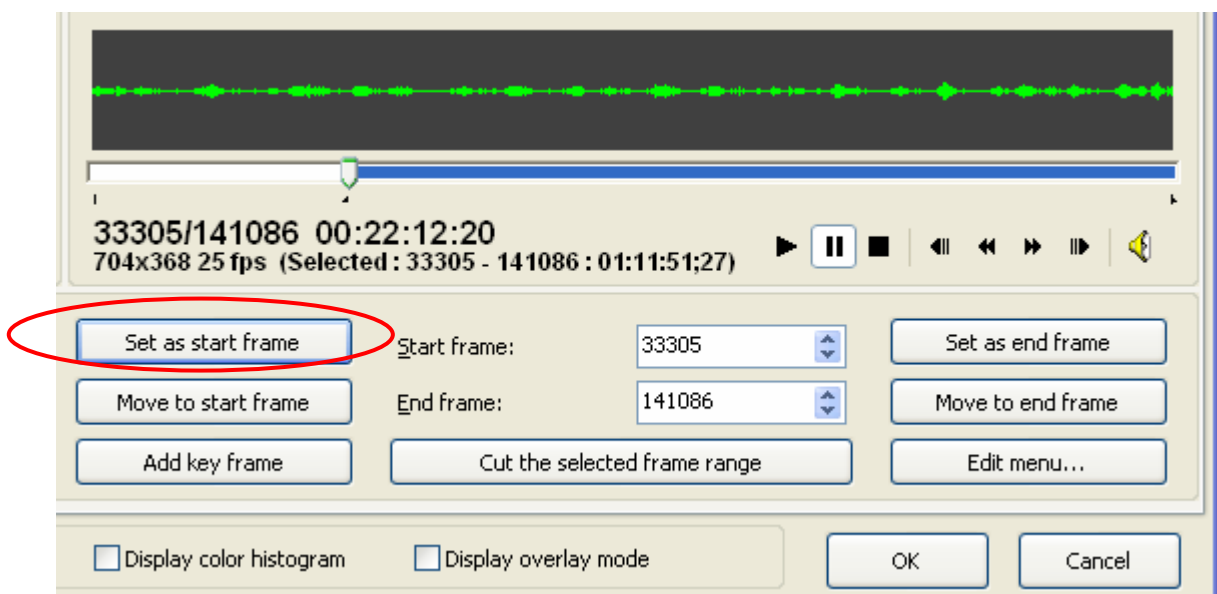 33305/141086 00:22:12:20
704x368 25 fps (Selected : 33305 - 141086 : 01:11:51;27)
Set as start frame
Start frame:
33305
Set as end frame
Move to start frame
End frame:
141086
Move to end frame
Add key frame
Cut the selected frame range
Edit menu...
Display color histogram
Display overlay mode
OK
Cancel